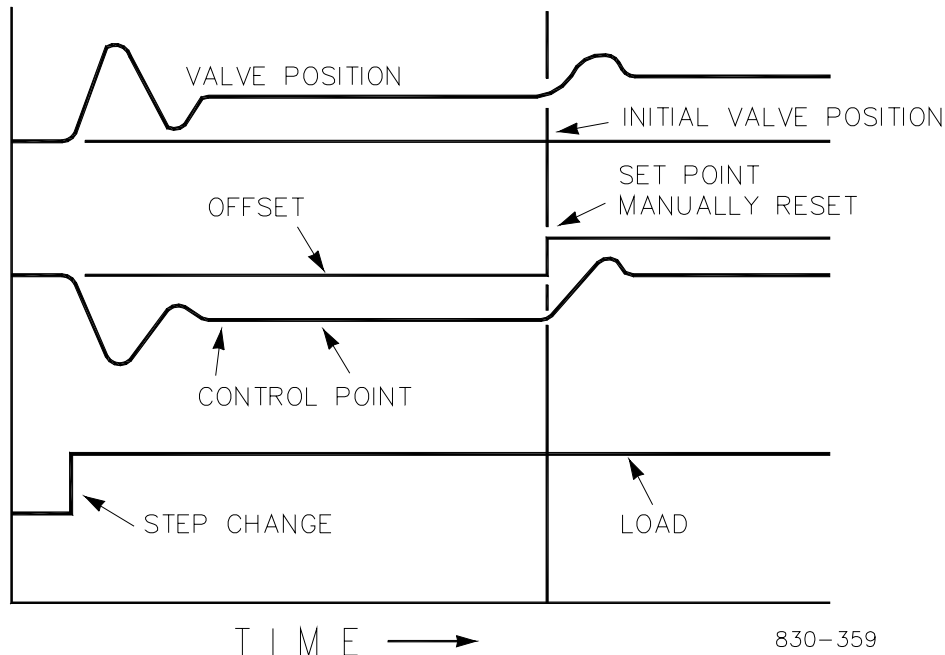 VALVE POSITION
INITIAL VALVE POSITION
SET POINT
MANUALLY RESET
OFFSET
CONTROL POINT
STEP CHANGE
LOAD
TIME
830-359